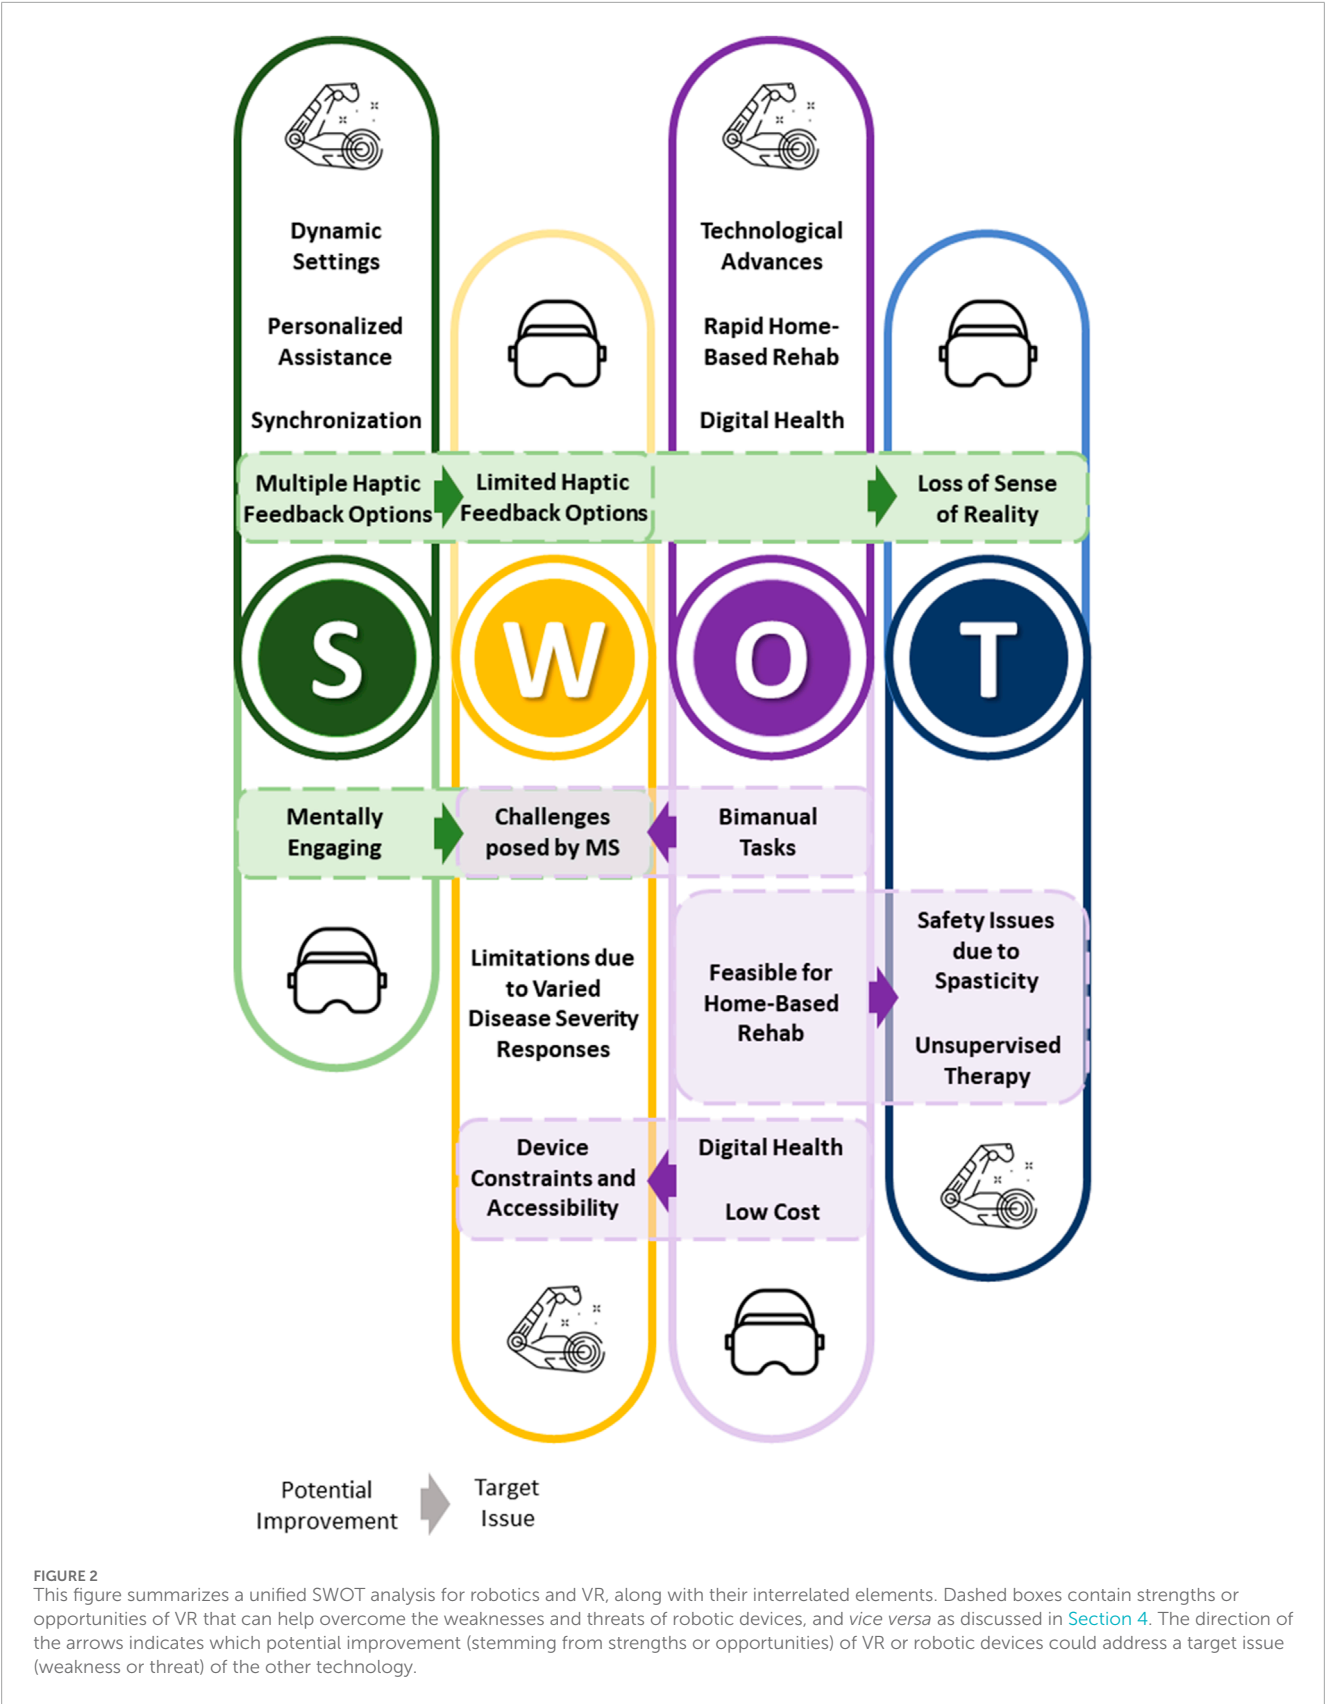 Dynamic
Settings
Personalized
Assistance
Synchronization
Multiple Haptic
Feedback Options
Limited Haptic
Feedback Options
Technological
Advances
Rapid Home-
Based Rehab
Digital Health
Loss of Sense
of Reality
S
W
O
T
Mentally
Engaging
Challenges
posed by MS
Bimanual
Tasks
Limitations due
to Varied
Disease Severity
Responses
Feasible for
Home-Based
Rehab
Safety Issues
due to
Spasticity
Unsupervised
Therapy
Device
Constraints and
Accessibility
Digital Health
Low Cost
Potential
Improvement
Target
Issue
FIGURE 2
This figure summarizes a unified SWOT analysis for robotics and VR, along with their interrelated elements. Dashed boxes contain strengths or
opportunities of VR that can help overcome the weaknesses and threats of robotic devices, and vice versa as discussed in Section 4. The direction of
the arrows indicates which potential improvement (stemming from strengths or opportunities) of VR or robotic devices could address a target issue
(weakness or threat) of the other technology.